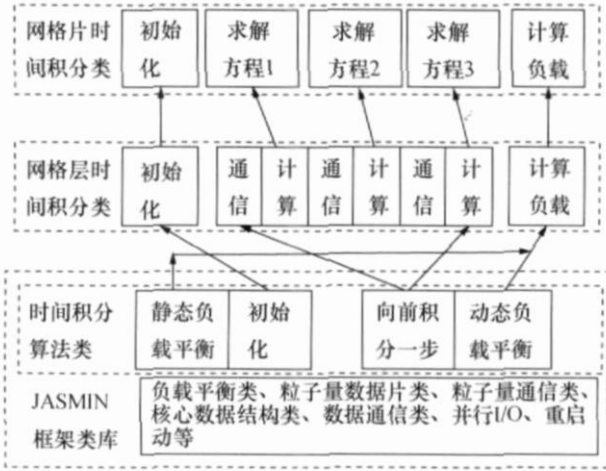 网格片时 初始 求解 求解 求解 计算
间积分类 化 方程1 方程2 方程3 负载
网格层时 初始 通 计 通 计 通 计 计算
间积分类 化 信 算 信 算 信 算 负载
时间积分 静态负 初始 向前积 动态负
算法类 载平衡 化 分一步 载平衡
JASMIN 负载平衡类、粒子量数据片类、粒子量通信类、
核心数据结构类、数据通信类、并行I/O、重启
框架类库 动等